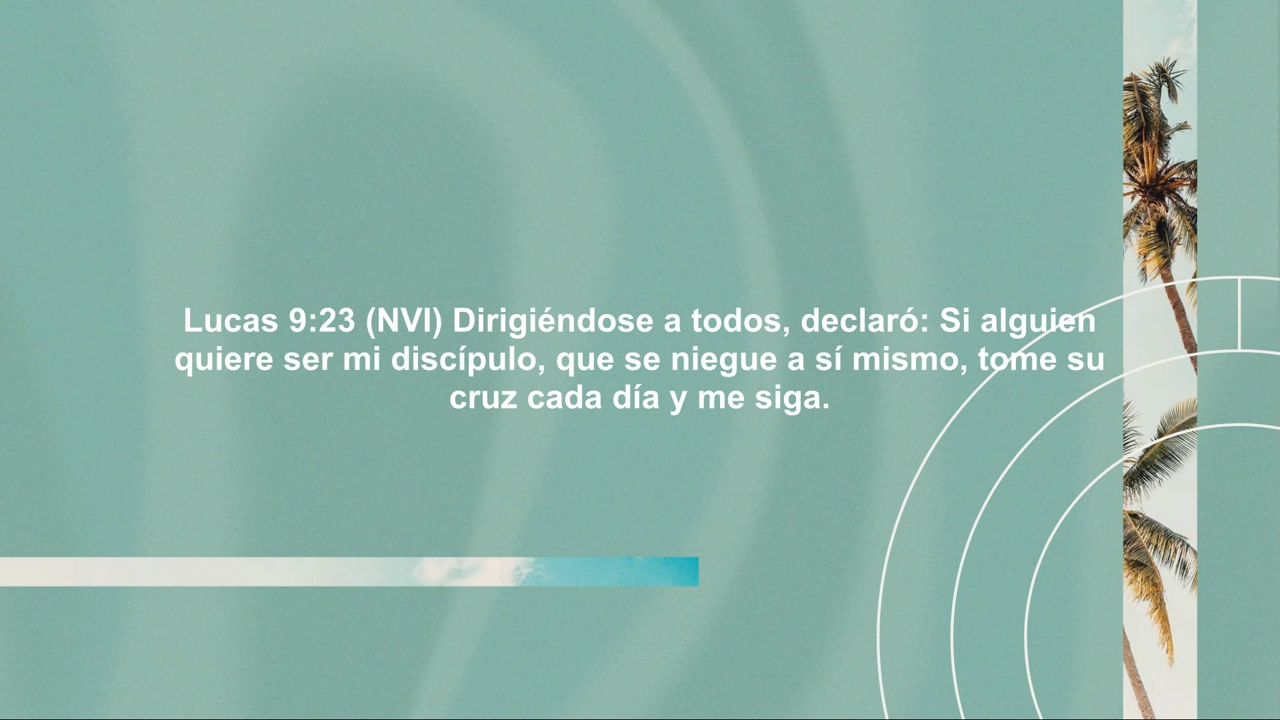 Lucas 9:23 (NVI) Dirigiéndose a todos, declaró: Si alguien
quiere ser mi discípulo, que se niegue a sí mismo, tome su
cruz cada día y me siga.